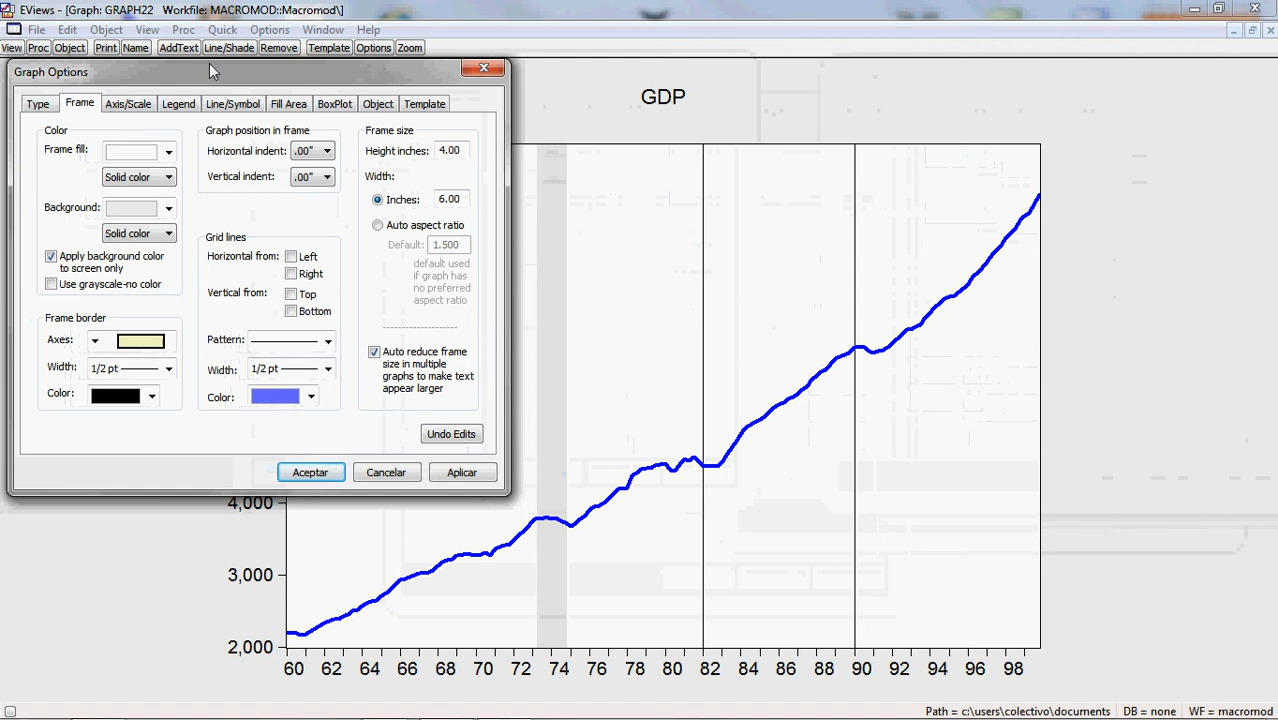 EViews - [Graph: GRAPH22   Workfile: MACROMOD::Macromod\]
File Edit Object View Proc Quick Options Window Help
View Proc Object Print Name AddText Line/Shade Remove Template Options Zoom
Graph Options
GDP
Type Frame Axis/Scale Legend Line/Symbol Fill Area BoxPlot Object Template
Color
Frame fill:
Solid color
Background:
Solid color
Apply background color
to screen only
Use grayscale-no color
Frame border
Axes:
Width: 1/2 pt
Color:
Graph position in frame
Horizontal indent: .00"
Vertical indent: .00"
Grid lines
Horizontal from: Left
Right
Vertical from: Top
Bottom
Pattern:
Width: 1/2 pt
Color:
Frame size
Height inches: 4.00
Width:
Inches: 6.00
Auto aspect ratio
Default: 1.500
default used
if graph has
no preferred
aspect ratio
--------------------
Auto reduce frame
size in multiple
graphs to make text
appear larger
Undo Edits
Aceptar Cancelar Aplicar
4,000
3,000
2,000
60 62 64 66 68 70 72 74 76 78 80 82 84 86 88 90 92 94 96 98
Path = c:\users\colectivo\documents DB = none WF = macromod